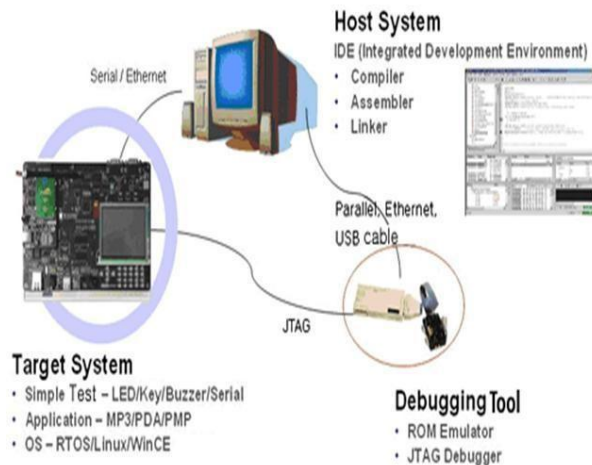 Host System
IDE (Integrated Development Environment)
• Compiler
• Assembler
• Linker
Serial / Ethernet
Parallel, Ethernet,
USB cable
JTAG
Target System
• Simple Test – LED/Key/Buzzer/Serial
• Application – MP3/PDA/PMP
• OS – RTOS/Linux/WinCE
Debugging Tool
• ROM Emulator
• JTAG Debugger